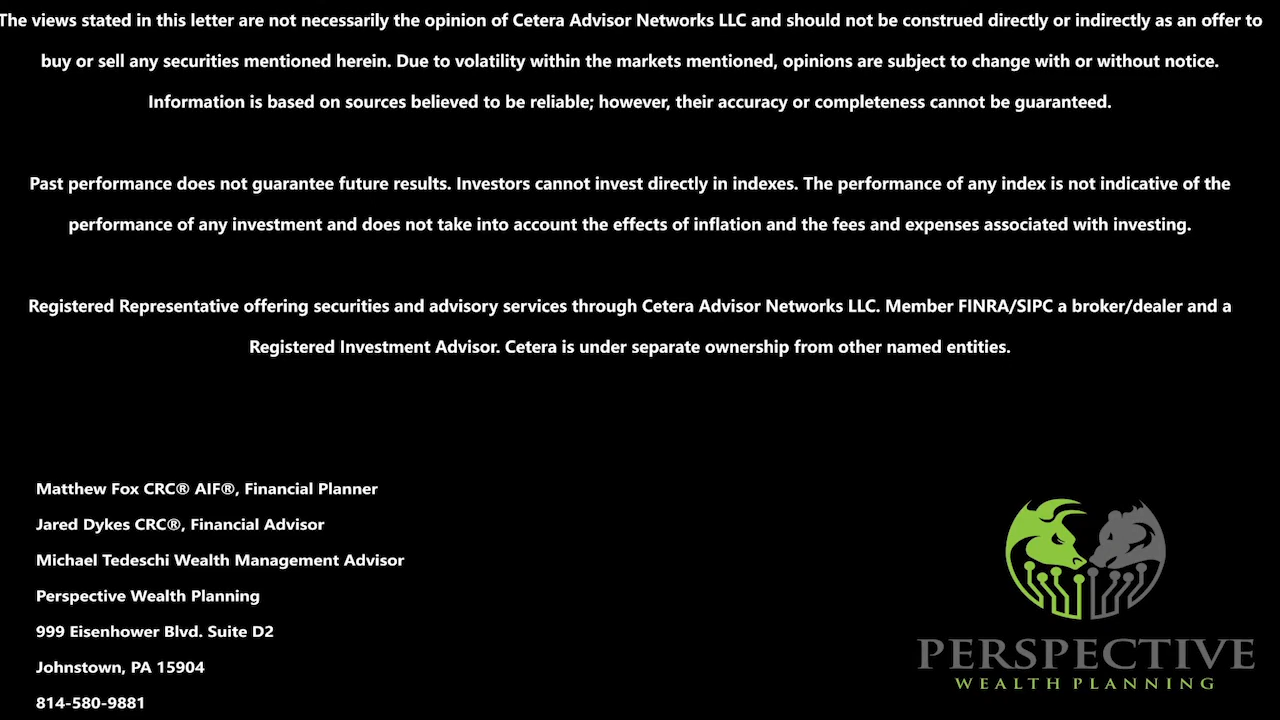 The views stated in this letter are not necessarily the opinion of Cetera Advisor Networks LLC and should not be construed directly or indirectly as an offer to
buy or sell any securities mentioned herein. Due to volatility within the markets mentioned, opinions are subject to change with or without notice.
Information is based on sources believed to be reliable; however, their accuracy or completeness cannot be guaranteed.
Past performance does not guarantee future results. Investors cannot invest directly in indexes. The performance of any index is not indicative of the
performance of any investment and does not take into account the effects of inflation and the fees and expenses associated with investing.
Registered Representative offering securities and advisory services through Cetera Advisor Networks LLC. Member FINRA/SIPC a broker/dealer and a
Registered Investment Advisor. Cetera is under separate ownership from other named entities.
Matthew Fox CRC® AIF®, Financial Planner
Jared Dykes CRC®, Financial Advisor
Michael Tedeschi Wealth Management Advisor
Perspective Wealth Planning
999 Eisenhower Blvd. Suite D2
Johnstown, PA 15904
814-580-9881
PERSPECTIVE
WEALTH PLANNING